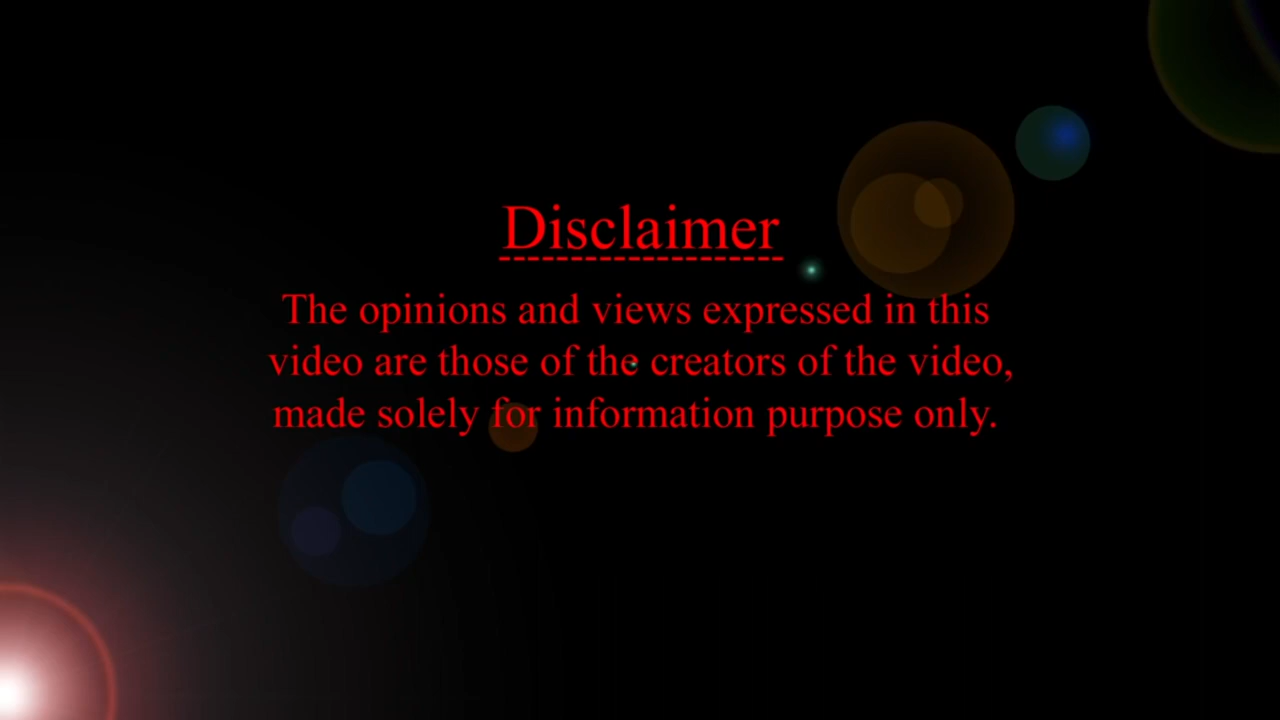 Disclaimer
The opinions and views expressed in this
video are those of the creators of the video,
made solely for information purpose only.